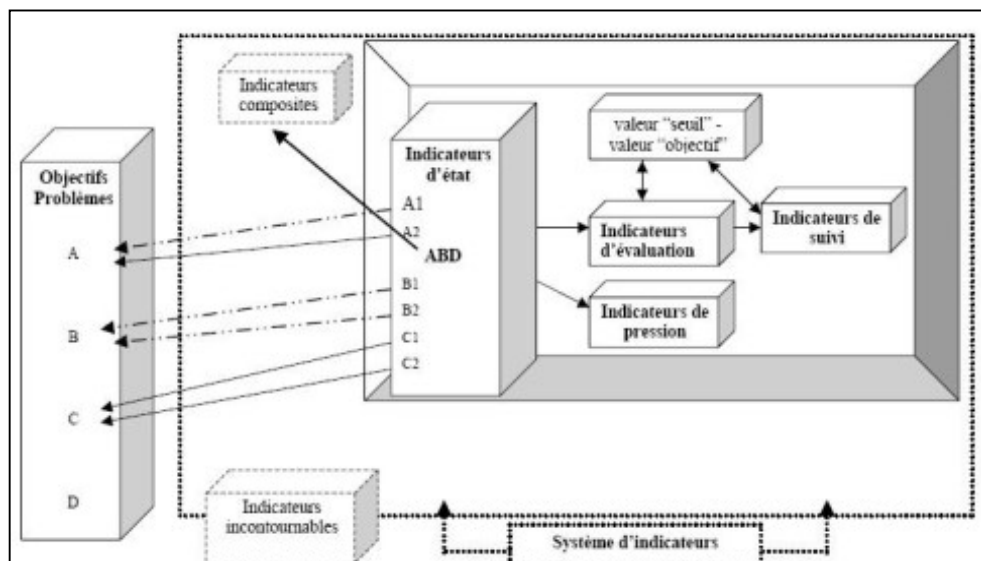 Indicateurs
composites
Objectifs
Problèmes
A
B
C
D
Indicateurs
d'état
A1
A2
ABD
B1
B2
C1
C2
valeur "seuil" -
valeur "objectif"
Indicateurs
d'évaluation
Indicateurs de
suivi
Indicateurs de
pression
Indicateurs
incontournables
Système d'indicateurs